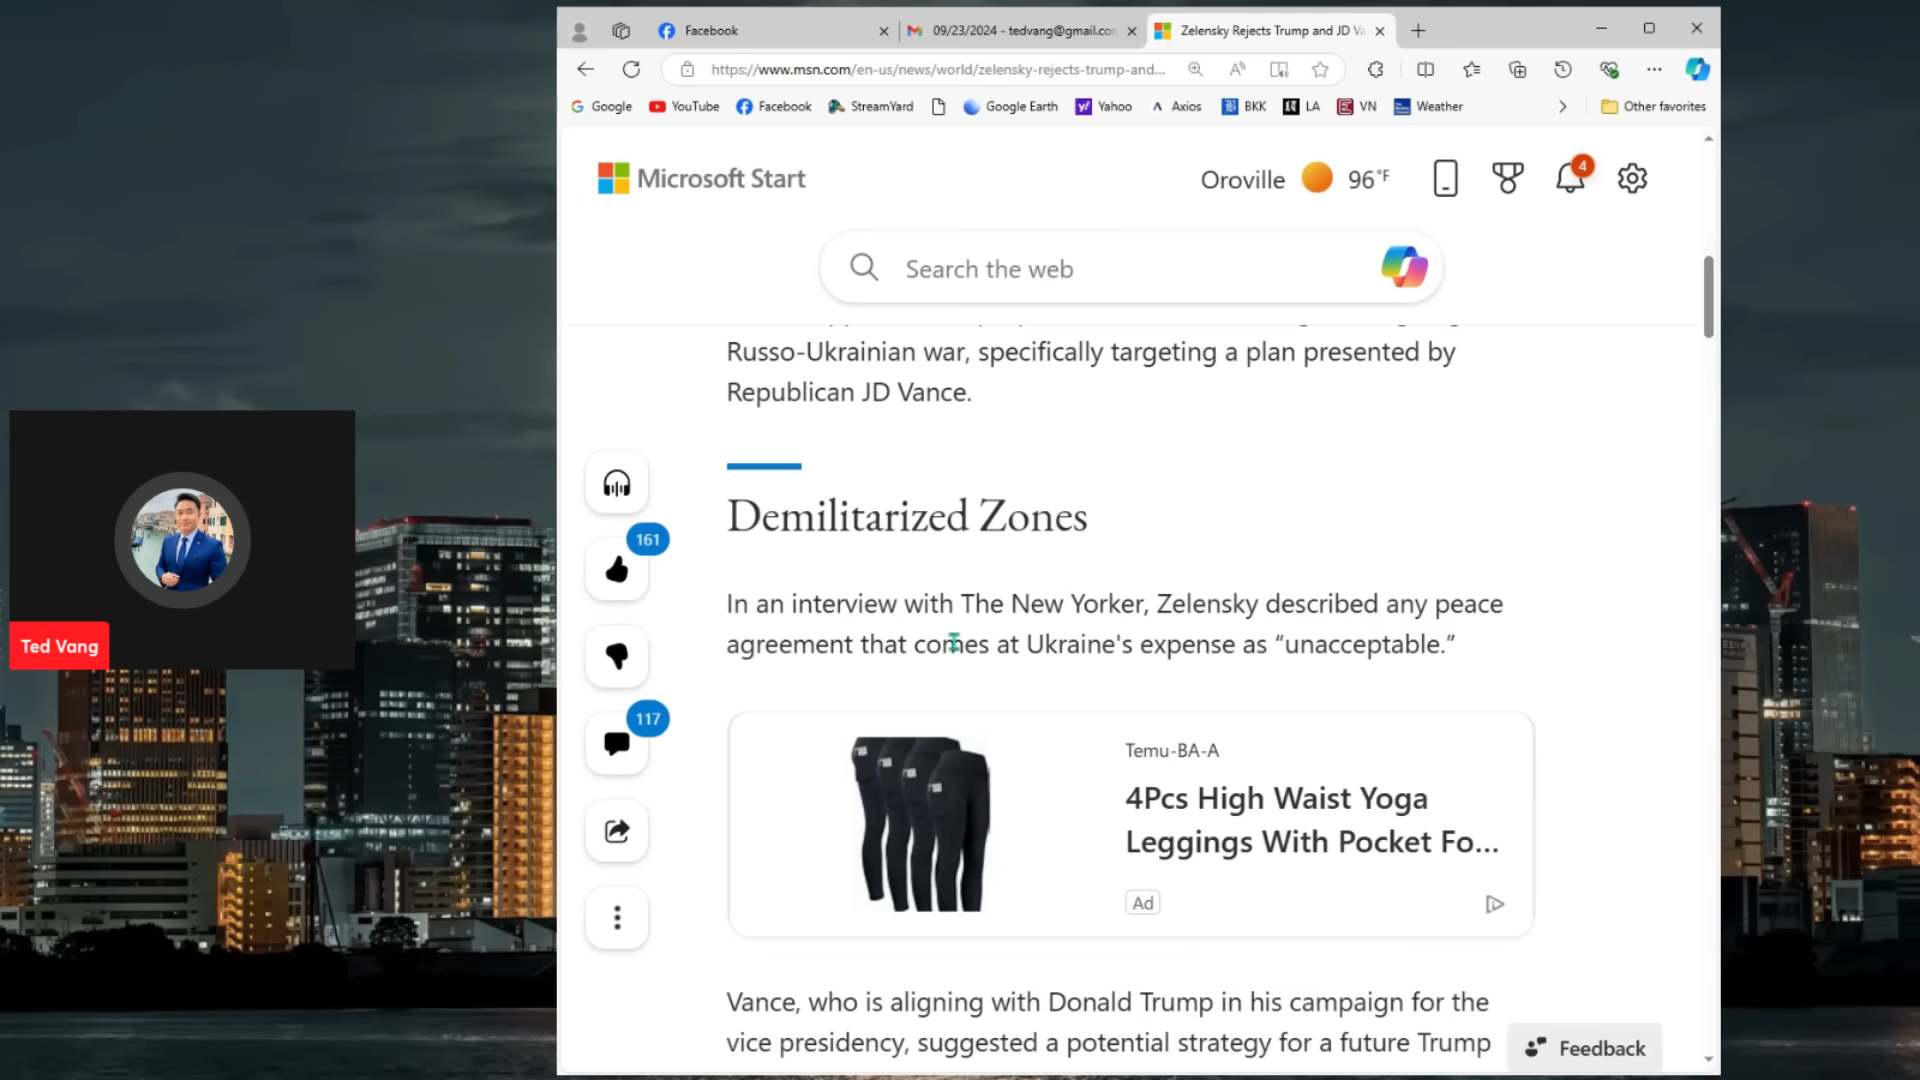 Facebook
09/23/2024 - tedvang@gmail.con
Zelensky Rejects Trump and JD Va
https://www.msn.com/en-us/news/world/zelensky-rejects-trump-and...
Google
YouTube
Facebook
StreamYard
Google Earth
Yahoo
Axios
BKK
LA
VN
Weather
Other favorites
Microsoft Start
Oroville
96°F
4
Search the web
Russo-Ukrainian war, specifically targeting a plan presented by
Republican JD Vance.
Demilitarized Zones
161
In an interview with The New Yorker, Zelensky described any peace
agreement that comes at Ukraine's expense as “unacceptable.”
Ted Vang
117
Temu-BA-A
4Pcs High Waist Yoga
Leggings With Pocket Fo...
Ad
Vance, who is aligning with Donald Trump in his campaign for the
vice presidency, suggested a potential strategy for a future Trump
Feedback